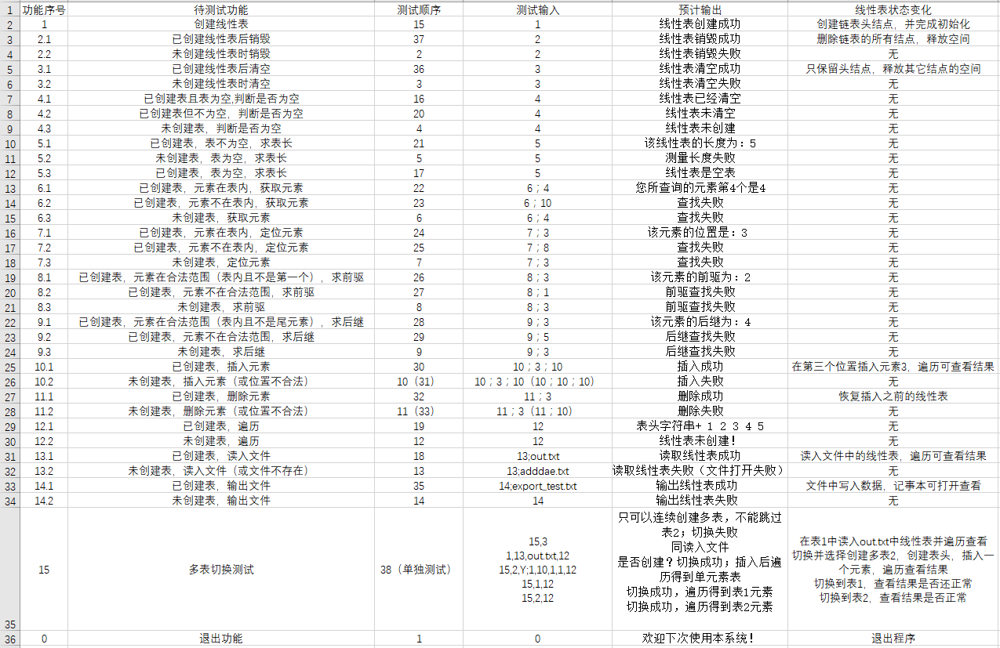 1 功能序号 待测试功能 测试顺序 测试输入 预计输出 线性表状态变化
2 1 创建线性表 15 1 线性表创建成功 创建链表头结点，并完成初始化
3 2.1 已创建线性表后销毁 37 2 线性表销毁成功 删除链表的所有结点，释放空间
4 2.2 未创建线性表时销毁 2 2 线性表销毁失败 无
5 3.1 已创建线性表后清空 36 3 线性表清空成功 只保留头结点，释放其它结点的空间
6 3.2 未创建线性表时清空 3 3 线性表清空失败 无
7 4.1 已创建表且表为空,判断是否为空 16 4 线性表已经清空 无
8 4.2 已创建表但不为空，判断是否为空 20 4 线性表未清空 无
9 4.3 未创建表，判断是否为空 4 4 线性表未创建 无
10 5.1 已创建表，表不为空，求表长 21 5 该线性表的长度为：5 无
11 5.2 未创建表，表为空，求表长 5 5 测量长度失败 无
12 5.3 已创建表，表为空，求表长 17 5 线性表是空表 无
13 6.1 已创建表，元素在表内，获取元素 22 6；4 您所查询的元素第4个是4 无
14 6.2 已创建表，元素不在表内，获取元素 23 6；10 查找失败 无
15 6.3 未创建表，获取元素 6 6；4 查找失败 无
16 7.1 已创建表，元素在表内，定位元素 24 7；3 该元素的位置是：3 无
17 7.2 已创建表，元素不在表内，定位元素 25 7；8 查找失败 无
18 7.3 未创建表，定位元素 7 7；3 查找失败 无
19 8.1 已创建表，元素在合法范围（表内且不是第一个），求前驱 26 8；3 该元素的前驱为：2 无
20 8.2 已创建表，元素不在合法范围，求前驱 27 8；1 前驱查找失败 无
21 8.3 未创建表，求前驱 8 8；3 前驱查找失败 无
22 9.1 已创建表，元素在合法范围（表内且不是尾元素），求后继 28 9；3 该元素的后继为：4 无
23 9.2 已创建表，元素不在合法范围，求后继 29 9；5 后继查找失败 无
24 9.3 未创建表，求后继 9 9；3 后继查找失败 无
25 10.1 已创建表，插入元素 30 10；3；10 插入成功 在第三个位置插入元素3，遍历可查看结果
26 10.2 未创建表，插入元素（或位置不合法） 10（31） 10；3；10（10；10；10） 插入失败 无
27 11.1 已创建表，删除元素 32 11；3 删除成功 恢复插入之前的线性表
28 11.2 未创建表，删除元素（或位置不合法） 11（33） 11；3（11；10） 删除失败 无
29 12.1 已创建表，遍历 19 12 表头字符串+ 1 2 3 4 5 无
30 12.2 未创建表，遍历 12 12 线性表未创建！ 无
31 13.1 已创建表，读入文件 18 13;out.txt 读取线性表成功 读入文件中的线性表，遍历可查看结果
32 13.2 未创建表，读入文件（或文件不存在） 13 13;adddae.txt 读取线性表失败（文件打开失败） 无
33 14.1 已创建表，输出文件 35 14;export_test.txt 输出线性表成功 文件中写入数据，记事本可打开查看
34 14.2 未创建表，输出文件 14 14 输出线性表失败 无
35 15 多表切换测试 38（单独测试）
15,3
1,13,out.txt,12
15,2,Y;1,10,1,1,12
15,1,12
15,2,12
只可以连续创建多表，不能跳过
表2；切换失败
同读入文件
是否创建？切换成功；插入后遍
历得到单元素表
切换成功，遍历得到表1元素
切换成功，遍历得到表2元素
在表1中读入out.txt中线性表并遍历查看
切换并选择创建多表2，创建表头，插入一
个元素，遍历查看结果
切换到表1，查看结果是否还正常
切换到表2，查看结果是否正常
36 0 退出功能 1 0 欢迎下次使用本系统！ 退出程序